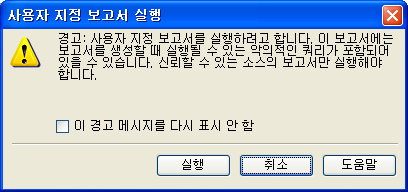 사용자 지정 보고서 실행
경고: 사용자 지정 보고서를 실행하려고 합니다. 이 보고서에는
보고서를 생성할 때 실행될 수 있는 악의적인 쿼리가 포함되어
있을 수 있습니다. 신뢰할 수 있는 소스의 보고서만 실행해야
합니다.
이 경고 메시지를 다시 표시 안 함
실행 취소 도움말